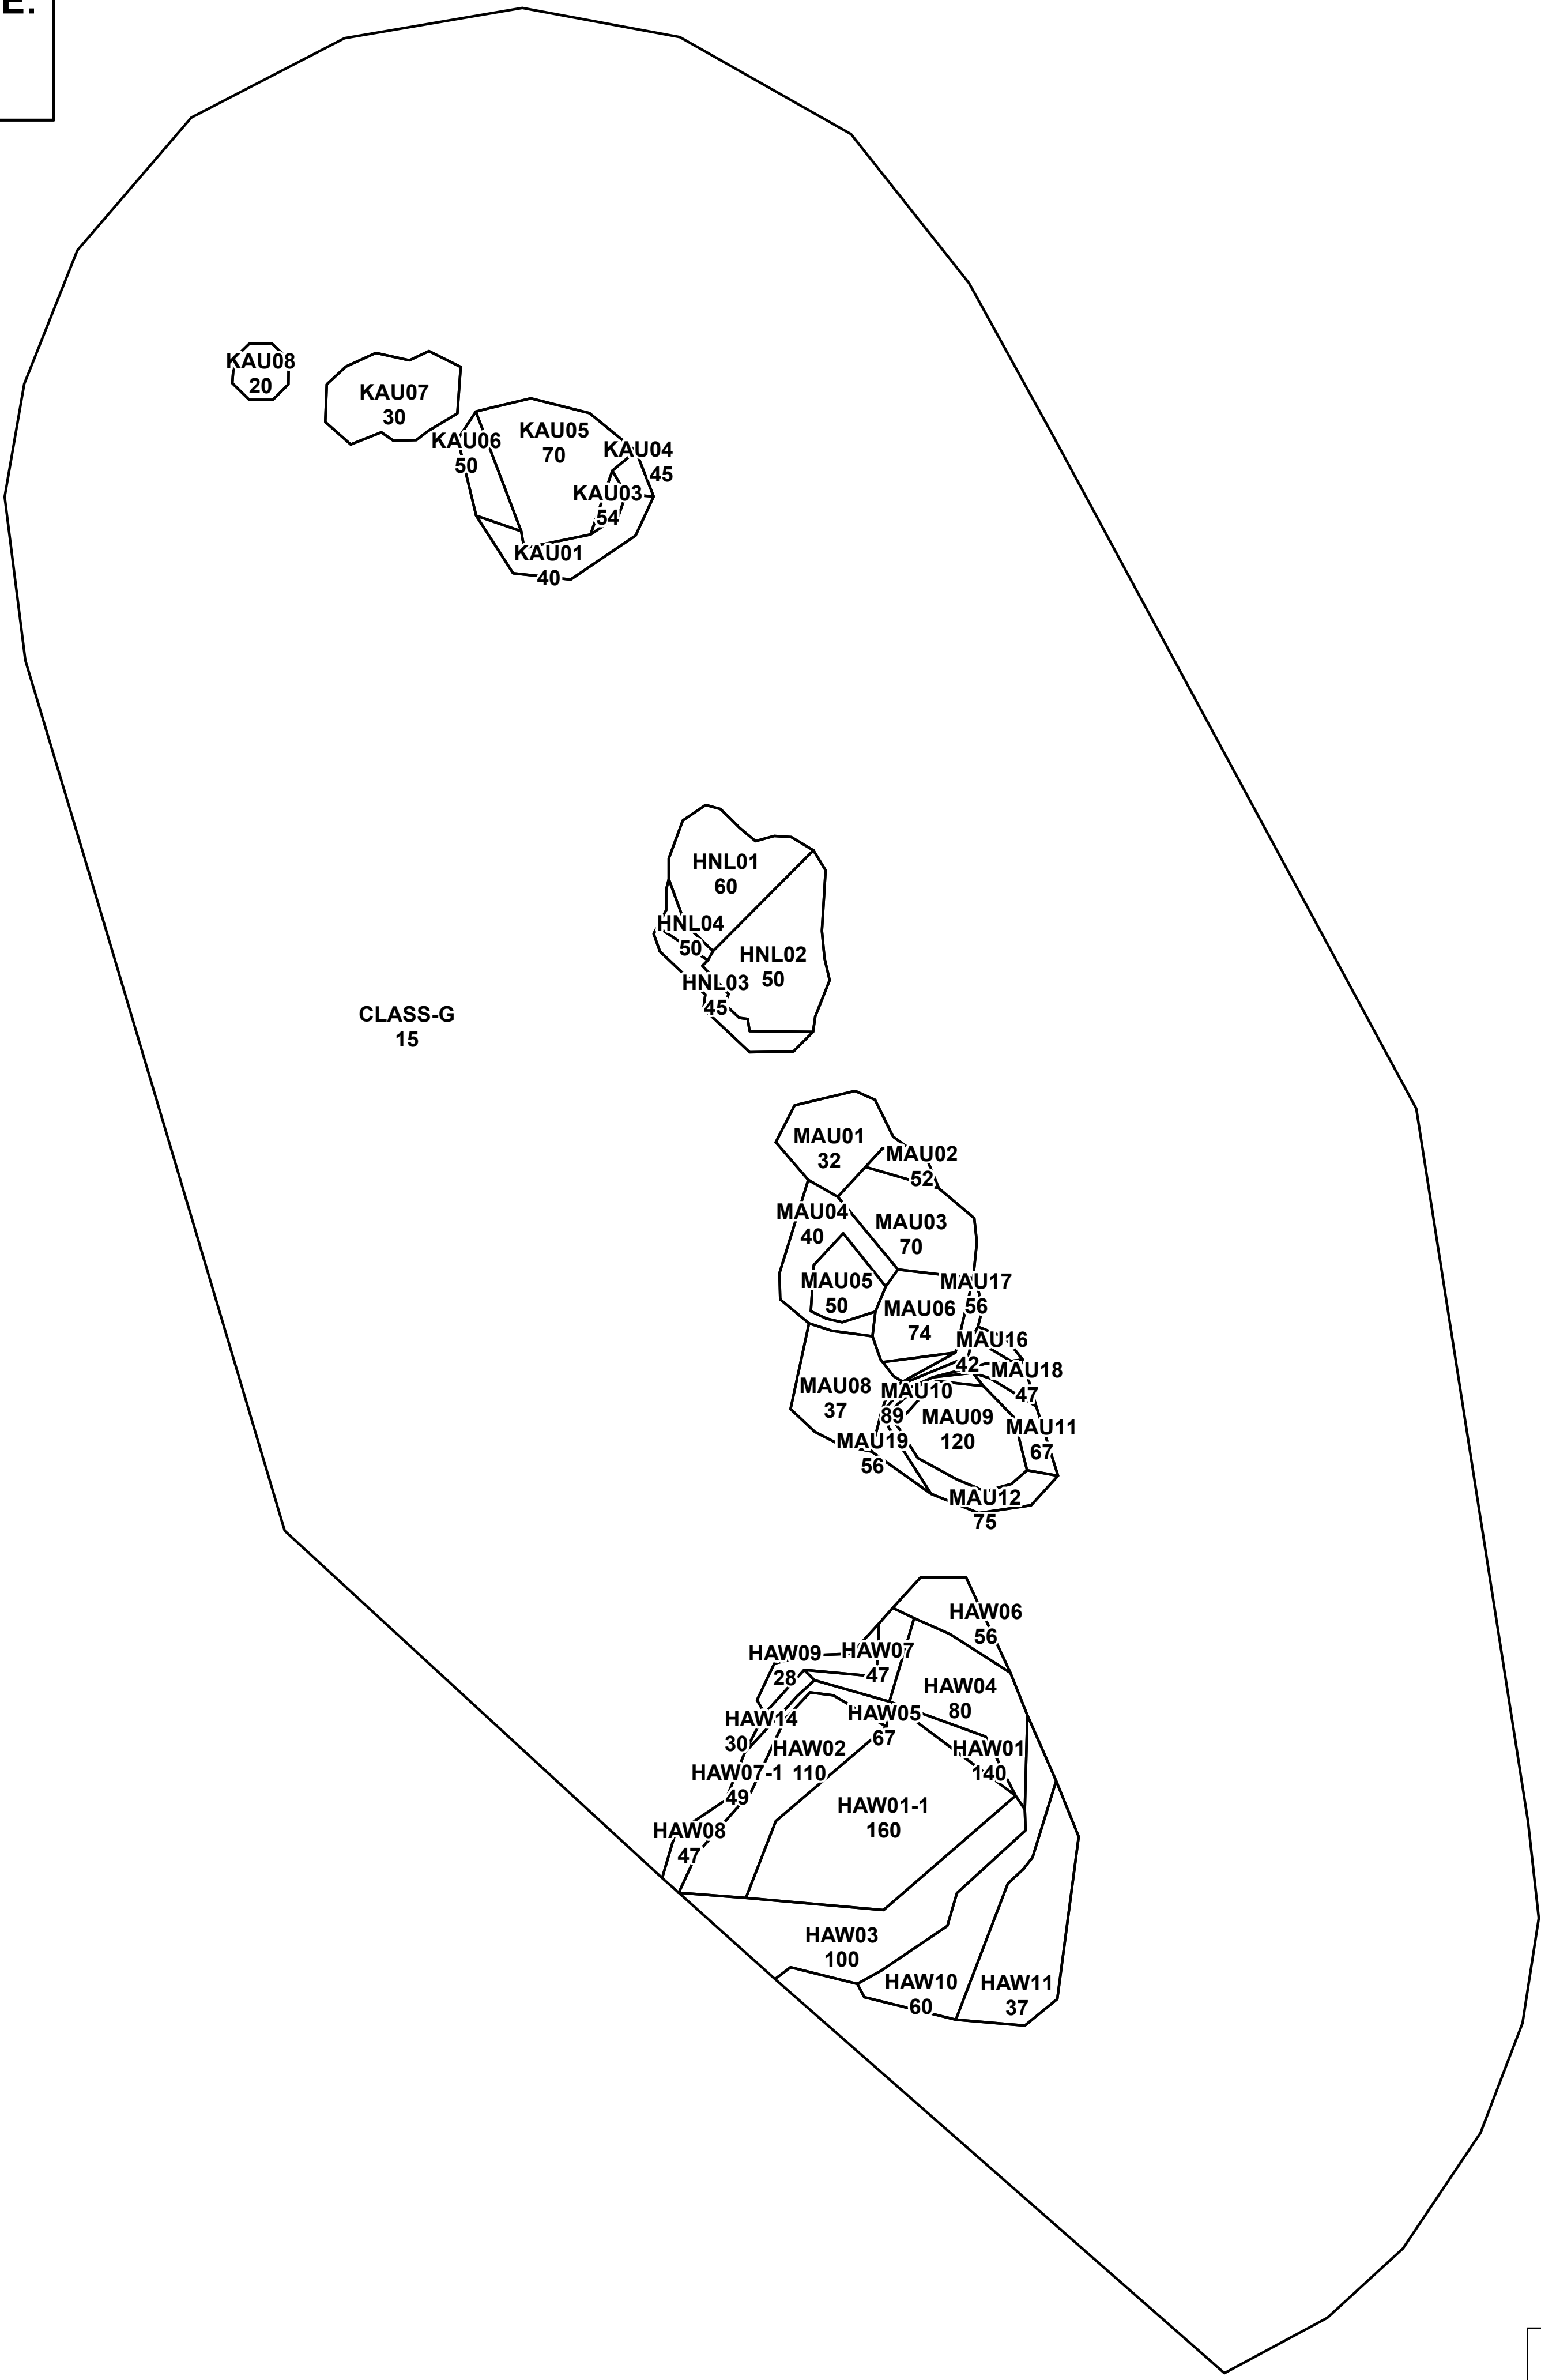 E.
KAU08
20
KAU07
30
KAU06
50
KAU05
70
KAU04
45
KAU03
54
KAU01
40
HNL01
60
HNL04
50
HNL02
50
HNL03
45
CLASS-G
15
MAU01
32
MAU02
52
MAU04
40
MAU03
70
MAU05
50
MAU17
56
MAU06
74
MAU16
42
MAU18
47
MAU08
37
MAU10
89
MAU09
120
MAU11
67
MAU19
56
MAU12
75
HAW06
56
HAW09
28
HAW07
47
HAW04
80
HAW14
30
HAW05
67
HAW02
110
HAW01
140
HAW07-1
49
HAW01-1
160
HAW08
47
HAW03
100
HAW10
60
HAW11
37